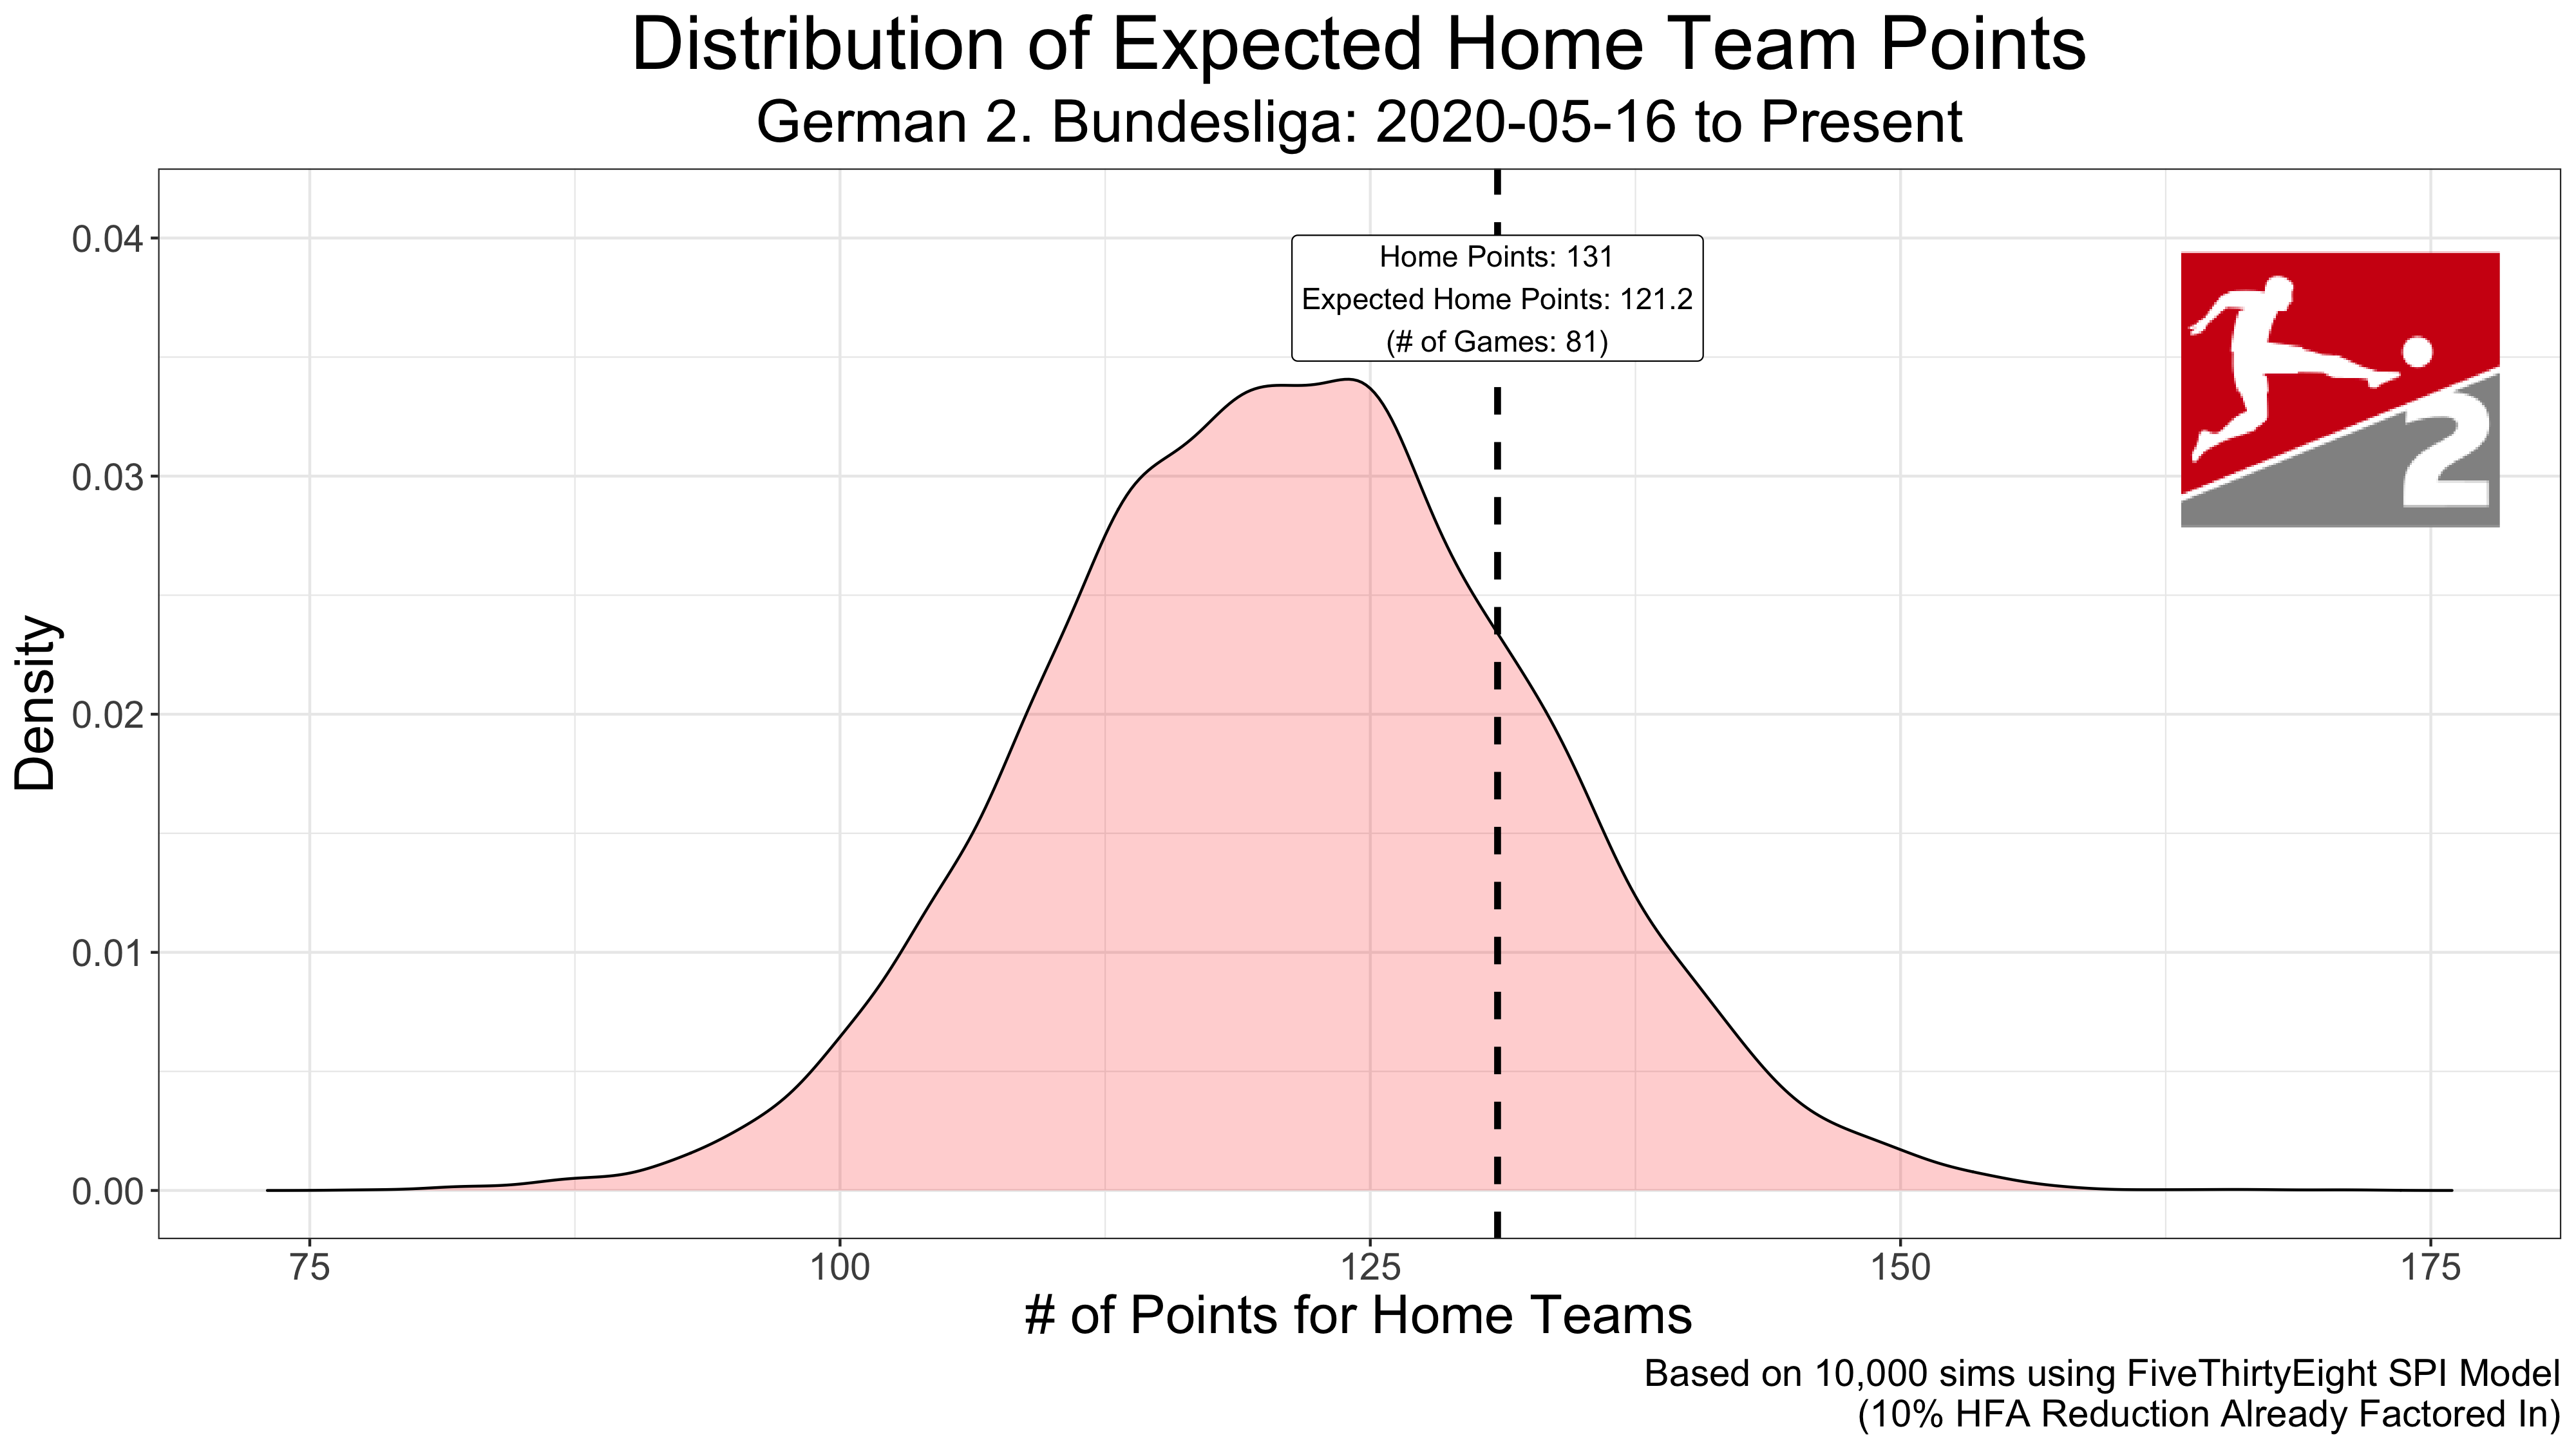 Distribution of Expected Home Team Points
German 2. Bundesliga: 2020-05-16 to Present
Home Points: 131
Expected Home Points: 121.2
(# of Games: 81)
2
Density
0.04
0.03
0.02
0.01
0.00
75
100
125
150
175
# of Points for Home Teams
Based on 10,000 sims using FiveThirtyEight SPI Model
(10% HFA Reduction Already Factored In)